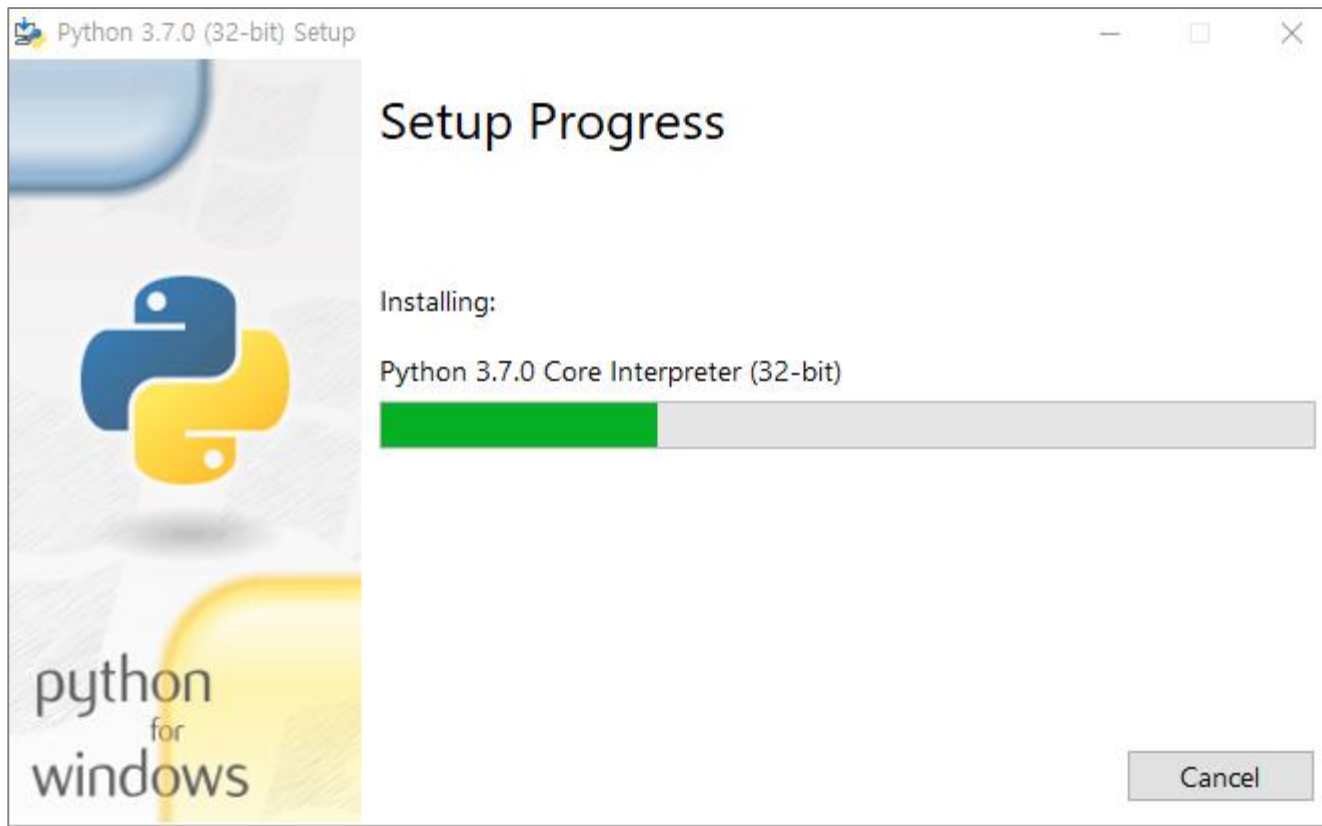 Python 3.7.0 (32-bit) Setup
Setup Progress
Installing:
Python 3.7.0 Core Interpreter (32-bit)
python
for
windows
Cancel